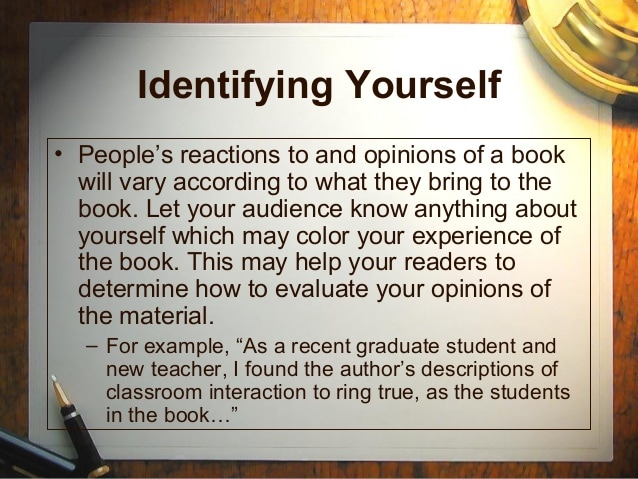 Identifying Yourself
• People’s reactions to and opinions of a book
will vary according to what they bring to the
book. Let your audience know anything about
yourself which may color your experience of
the book. This may help your readers to
determine how to evaluate your opinions of
the material.
– For example, “As a recent graduate student and
new teacher, I found the author’s descriptions of
classroom interaction to ring true, as the students
in the book…”